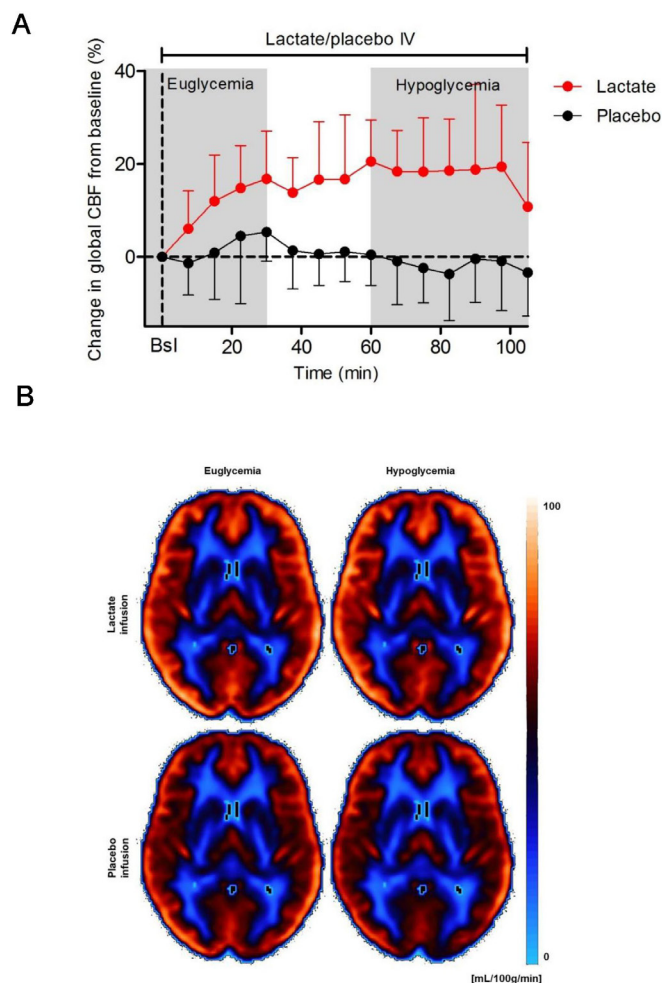 A
Lactate/placebo IV
Change in global CBF from baseline (%)
40
20
0
Euglycemia
Hypoglycemia
Lactate
Placebo
Bsl
20
40
60
80
100
Time (min)
B
Euglycemia
Hypoglycemia
Lactate
infusion
Placebo
infusion
100
0
[mL/100g/min]